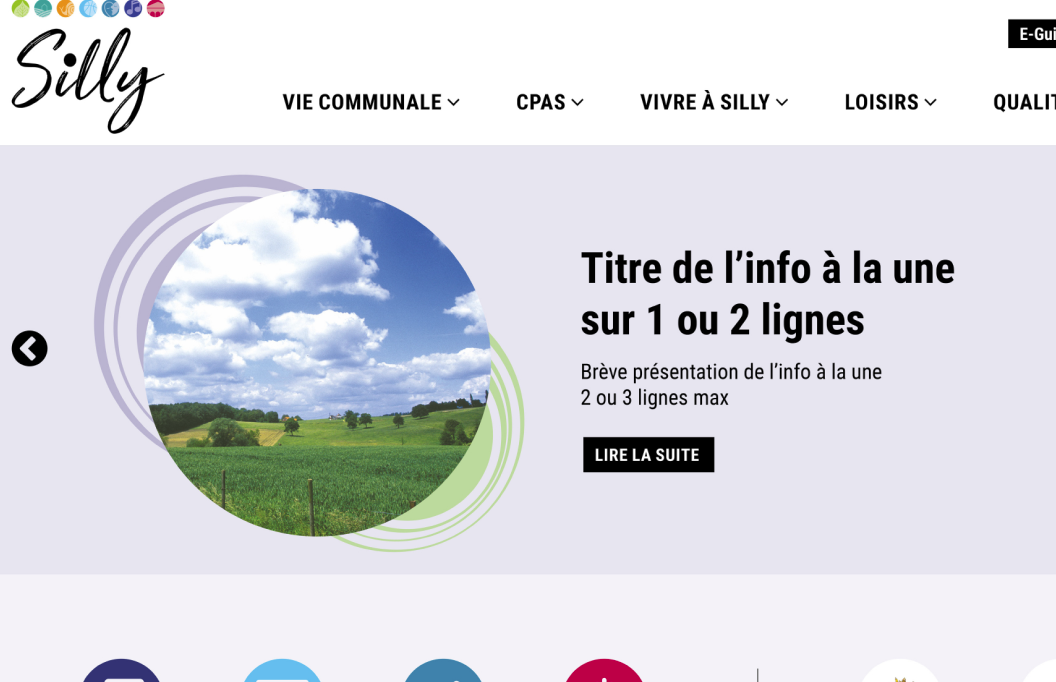 Silly
E-Gui
VIE COMMUNALE
CPAS
VIVRE À SILLY
LOISIRS
QUALIT
Titre de l’info à la une
sur 1 ou 2 lignes
Brève présentation de l’info à la une
2 ou 3 lignes max
LIRE LA SUITE